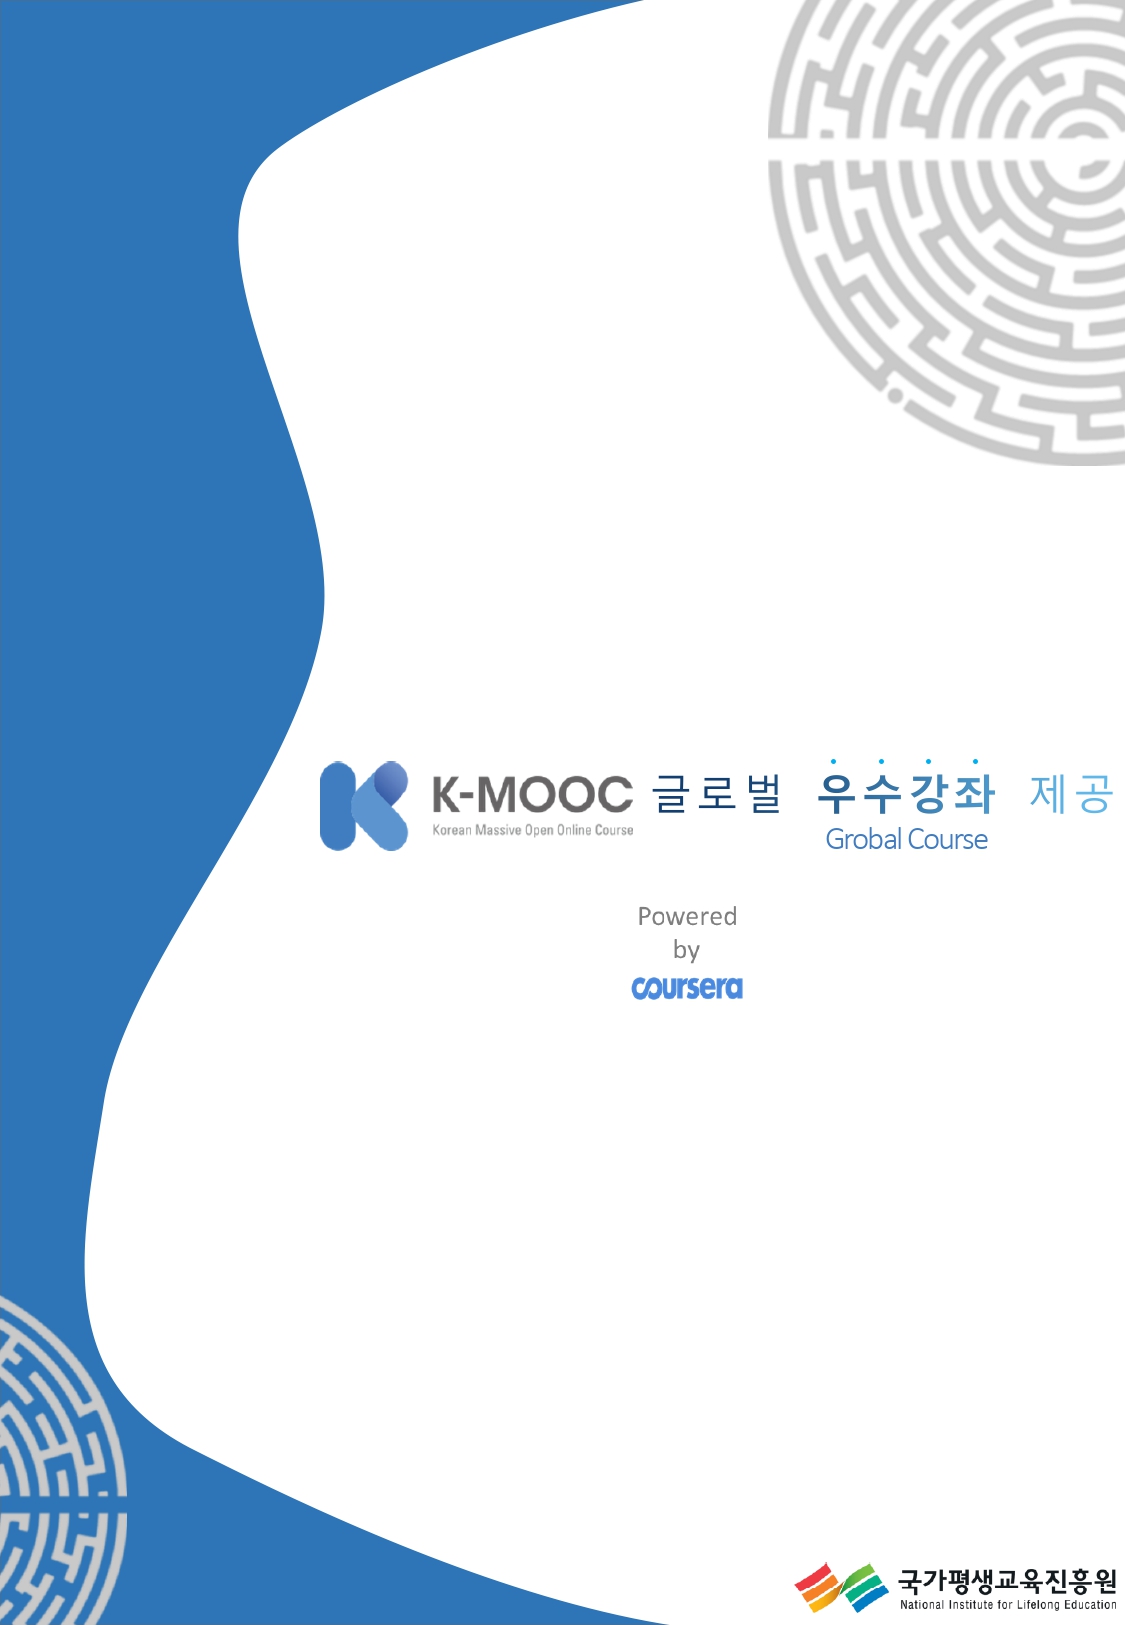 K-MOOC 글로벌 우수강좌 제공
Korean Massive Open Online Course
Grobal Course
Powered
by
coursera
국가평생교육진흥원
National Institute for Lifelong Education